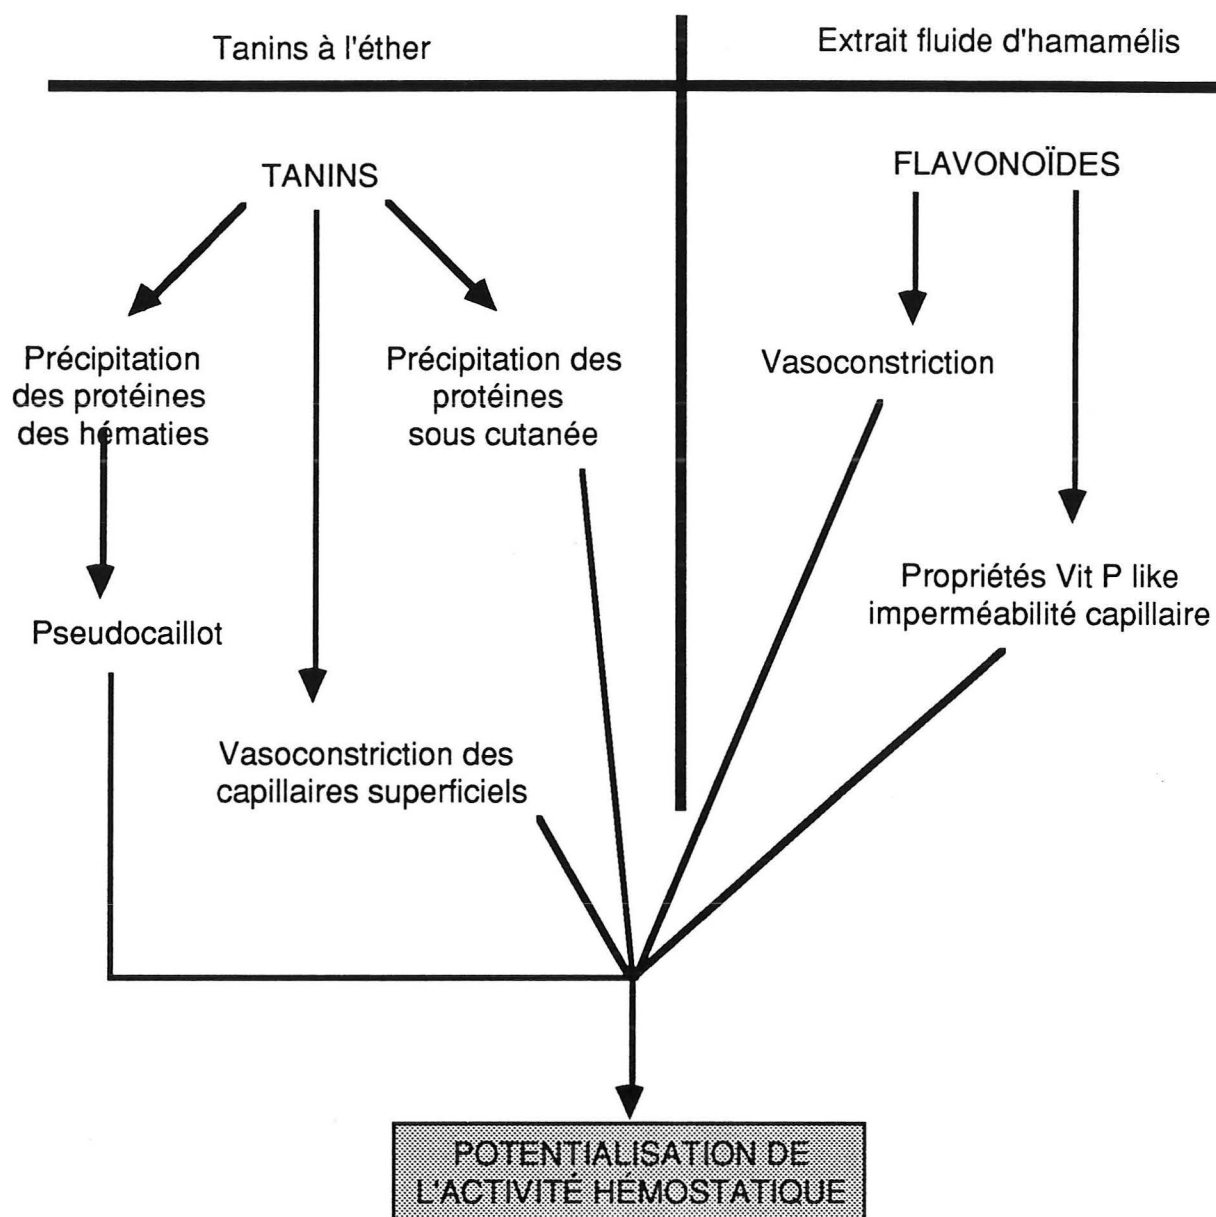 Tanins à l'éther
Extrait fluide d'hamamélis
TANINS
FLAVONOÏDES
Précipitation
des protéines
des hématies
Précipitation des
protéines
sous cutanée
Vasoconstriction
Pseudocaillot
Propriétés Vit P like
imperméabilité capillaire
Vasoconstriction des
capillaires superficiels
POTENTIALISATION DE
L'ACTIVITÉ HÉMOSTATIQUE